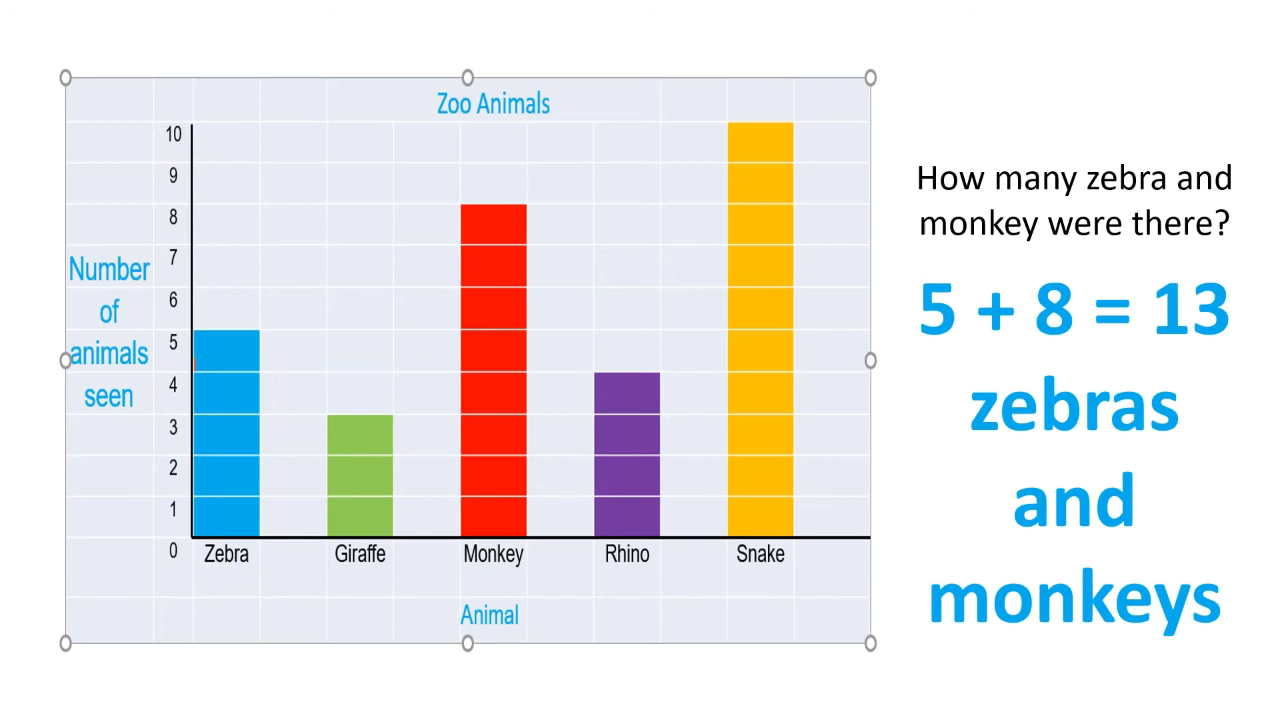 Zoo Animals
10
9
8
7
6
5
4
3
2
1
0
Number
of
animals
seen
Zebra Giraffe Monkey Rhino Snake
Animal
How many zebra and
monkey were there?
5 + 8 = 13
zebras
and
monkeys